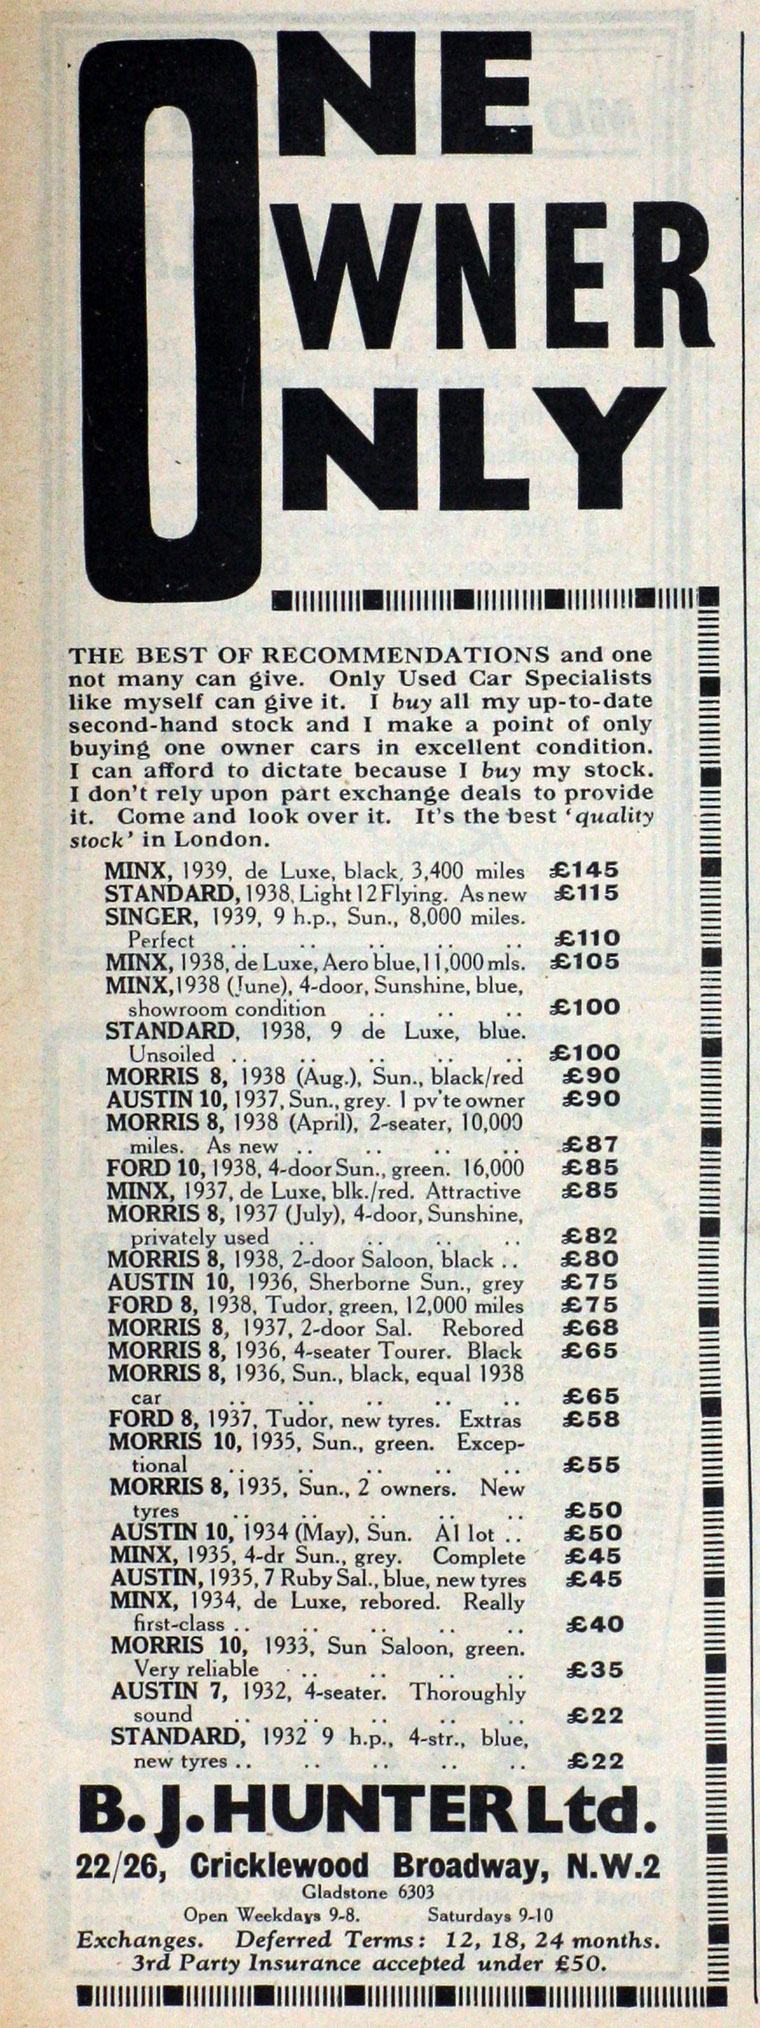 ONE
OWNER
ONLY
THE BEST OF RECOMMENDATIONS and one
not many can give. Only Used Car Specialists
like myself can give it. I buy all my up-to-date
second-hand stock and I make a point of only
buying one owner cars in excellent condition.
I can afford to dictate because I buy my stock.
I don't rely upon part exchange deals to provide
it. Come and look over it. It's the best 'quality
stock' in London.
MINX, 1939, de Luxe, black, 3,400 miles £145
STANDARD, 1938, Light 12 Flying. As new £115
SINGER, 1939, 9 h.p., Sun., 8,000 miles.
Perfect .. .. .. .. .. £110
MINX, 1938, de Luxe, Aero blue, 11,000 mls. £105
MINX, 1938 (June), 4-door, Sunshine, blue,
showroom condition .. .. .. £100
STANDARD, 1938, 9 de Luxe, blue.
Unsoiled .. .. .. .. .. £100
MORRIS 8, 1938 (Aug.), Sun., black/red £90
AUSTIN 10, 1937, Sun., grey. 1 pv'te owner £90
MORRIS 8, 1938 (April), 2-seater, 10,000
miles. As new .. .. .. .. £87
FORD 10, 1938, 4-door Sun., green. 16,000 £85
MINX, 1937, de Luxe, blk./red. Attractive £85
MORRIS 8, 1937 (July), 4-door, Sunshine,
privately used .. .. .. .. £82
MORRIS 8, 1938, 2-door Saloon, black .. £80
AUSTIN 10, 1936, Sherborne Sun., grey £75
FORD 8, 1938, Tudor, green, 12,000 miles £75
MORRIS 8, 1937, 2-door Sal. Rebored £68
MORRIS 8, 1936, 4-seater Tourer. Black £65
MORRIS 8, 1936, Sun., black, equal 1938
car .. .. .. .. .. £65
FORD 8, 1937, Tudor, new tyres. Extras £58
MORRIS 10, 1935, Sun., green. Excep-
tional .. .. .. .. .. £55
MORRIS 8, 1935, Sun., 2 owners. New
tyres .. .. .. .. .. £50
AUSTIN 10, 1934 (May), Sun. A1 lot .. £50
MINX, 1935, 4-dr Sun., grey. Complete £45
AUSTIN, 1935, 7 Ruby Sal., blue, new tyres £45
MINX, 1934, de Luxe, rebored. Really
first-class .. .. .. .. .. £40
MORRIS 10, 1933, Sun Saloon, green.
Very reliable .. .. .. .. £35
AUSTIN 7, 1932, 4-seater. Thoroughly
sound .. .. .. .. .. £22
STANDARD, 1932 9 h.p., 4-str., blue,
new tyres .. .. .. .. .. £22
B. J. HUNTER Ltd.
22/26, Cricklewood Broadway, N.W.2
Gladstone 6303
Open Weekdays 9-8. Saturdays 9-10
Exchanges. Deferred Terms: 12, 18, 24 months.
3rd Party Insurance accepted under £50.